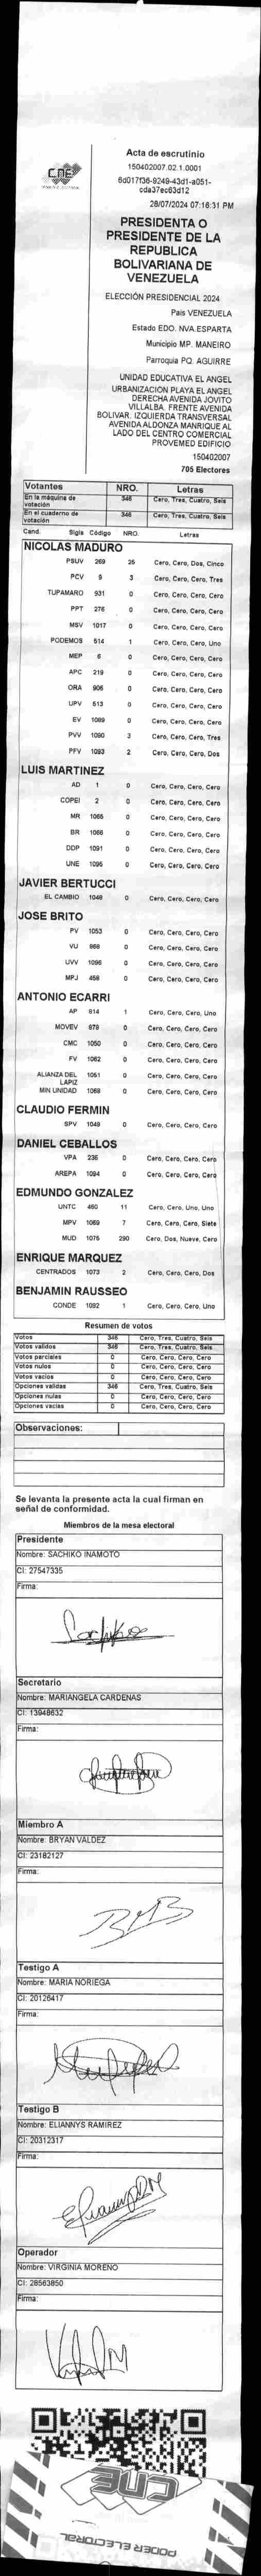 CNE
Acta de escrutinio
150402007.02.1.0001
6d017f36-9249-43d1-a051-
cda37ec63d12
28/07/2024 07:16:31 PM
PRESIDENTA O
PRESIDENTE DE LA
REPUBLICA
BOLIVARIANA DE
VENEZUELA
ELECCIÓN PRESIDENCIAL 2024
Pais VENEZUELA
Estado EDO. NVA.ESPARTA
Municipio MP. MANEIRO
Parroquia PQ. AGUIRRE
UNIDAD EDUCATIVA EL ANGEL
URBANIZACION PLAYA EL ANGEL
DERECHA AVENIDA JOVITO
VILLALBA. FRENTE AVENIDA
BOLIVAR. IZQUIERDA TRANSVERSAL
AVENIDA ALDONZA MANRIQUE AL
LADO DEL CENTRO COMERCIAL
PROVEMED EDIFICIO
150402007
705 Electores
Votantes NRO. Letras
En la máquina de votación 346 Cero, Tres, Cuatro, Seis
En el cuaderno de votación 346 Cero, Tres, Cuatro, Seis
Cand. Sigla Código NRO. Letras
NICOLAS MADURO
PSUV 269 25 Cero, Cero, Dos, Cinco
PCV 9 3 Cero, Cero, Cero, Tres
TUPAMARO 931 0 Cero, Cero, Cero, Cero
PPT 276 0 Cero, Cero, Cero, Cero
MSV 1017 0 Cero, Cero, Cero, Cero
PODEMOS 514 1 Cero, Cero, Cero, Uno
MEP 6 0 Cero, Cero, Cero, Cero
APC 219 0 Cero, Cero, Cero, Cero
ORA 906 0 Cero, Cero, Cero, Cero
UPV 513 0 Cero, Cero, Cero, Cero
EV 1089 0 Cero, Cero, Cero, Cero
PVV 1090 3 Cero, Cero, Cero, Tres
PFV 1093 2 Cero, Cero, Cero, Dos
LUIS MARTINEZ
AD 1 0 Cero, Cero, Cero, Cero
COPEI 2 0 Cero, Cero, Cero, Cero
MR 1065 0 Cero, Cero, Cero, Cero
BR 1066 0 Cero, Cero, Cero, Cero
DDP 1091 0 Cero, Cero, Cero, Cero
UNE 1095 0 Cero, Cero, Cero, Cero
JAVIER BERTUCCI
EL CAMBIO 1048 0 Cero, Cero, Cero, Cero
JOSE BRITO
PV 1053 0 Cero, Cero, Cero, Cero
VU 868 0 Cero, Cero, Cero, Cero
UVV 1096 0 Cero, Cero, Cero, Cero
MPJ 458 0 Cero, Cero, Cero, Cero
ANTONIO ECARRI
AP 914 1 Cero, Cero, Cero, Uno
MOVEV 879 0 Cero, Cero, Cero, Cero
CMC 1050 0 Cero, Cero, Cero, Cero
FV 1062 0 Cero, Cero, Cero, Cero
ALIANZA DEL LAPIZ 1051 0 Cero, Cero, Cero, Cero
MIN UNIDAD 1068 0 Cero, Cero, Cero, Cero
CLAUDIO FERMIN
SPV 1049 0 Cero, Cero, Cero, Cero
DANIEL CEBALLOS
VPA 236 0 Cero, Cero, Cero, Cero
AREPA 1094 0 Cero, Cero, Cero, Cero
EDMUNDO GONZALEZ
UNTC 460 11 Cero, Cero, Uno, Uno
MPV 1069 7 Cero, Cero, Cero, Siete
MUD 1075 290 Cero, Dos, Nueve, Cero
ENRIQUE MARQUEZ
CENTRADOS 1073 2 Cero, Cero, Cero, Dos
BENJAMIN RAUSSEO
CONDE 1092 1 Cero, Cero, Cero, Uno
Resumen de votos
Votos 346 Cero, Tres, Cuatro, Seis
Votos validos 346 Cero, Tres, Cuatro, Seis
Votos parciales 0 Cero, Cero, Cero, Cero
Votos nulos 0 Cero, Cero, Cero, Cero
Votos vacios 0 Cero, Cero, Cero, Cero
Opciones validas 346 Cero, Tres, Cuatro, Seis
Opciones nulas 0 Cero, Cero, Cero, Cero
Opciones vacias 0 Cero, Cero, Cero, Cero
Observaciones:
Se levanta la presente acta la cual firman en
señal de conformidad.
Miembros de la mesa electoral
Presidente
Nombre: SACHIKO INAMOTO
CI: 27547335
Firma:
Secretario
Nombre: MARIANGELA CARDENAS
CI: 13948632
Firma:
Miembro A
Nombre: BRYAN VALDEZ
CI: 23182127
Firma:
Testigo A
Nombre: MARIA NORIEGA
CI: 20126417
Firma:
Testigo B
Nombre: ELIANNYS RAMIREZ
CI: 20312317
Firma:
Operador
Nombre: VIRGINIA MORENO
CI: 28563850
Firma:
CNE
PODER ELECTORAL